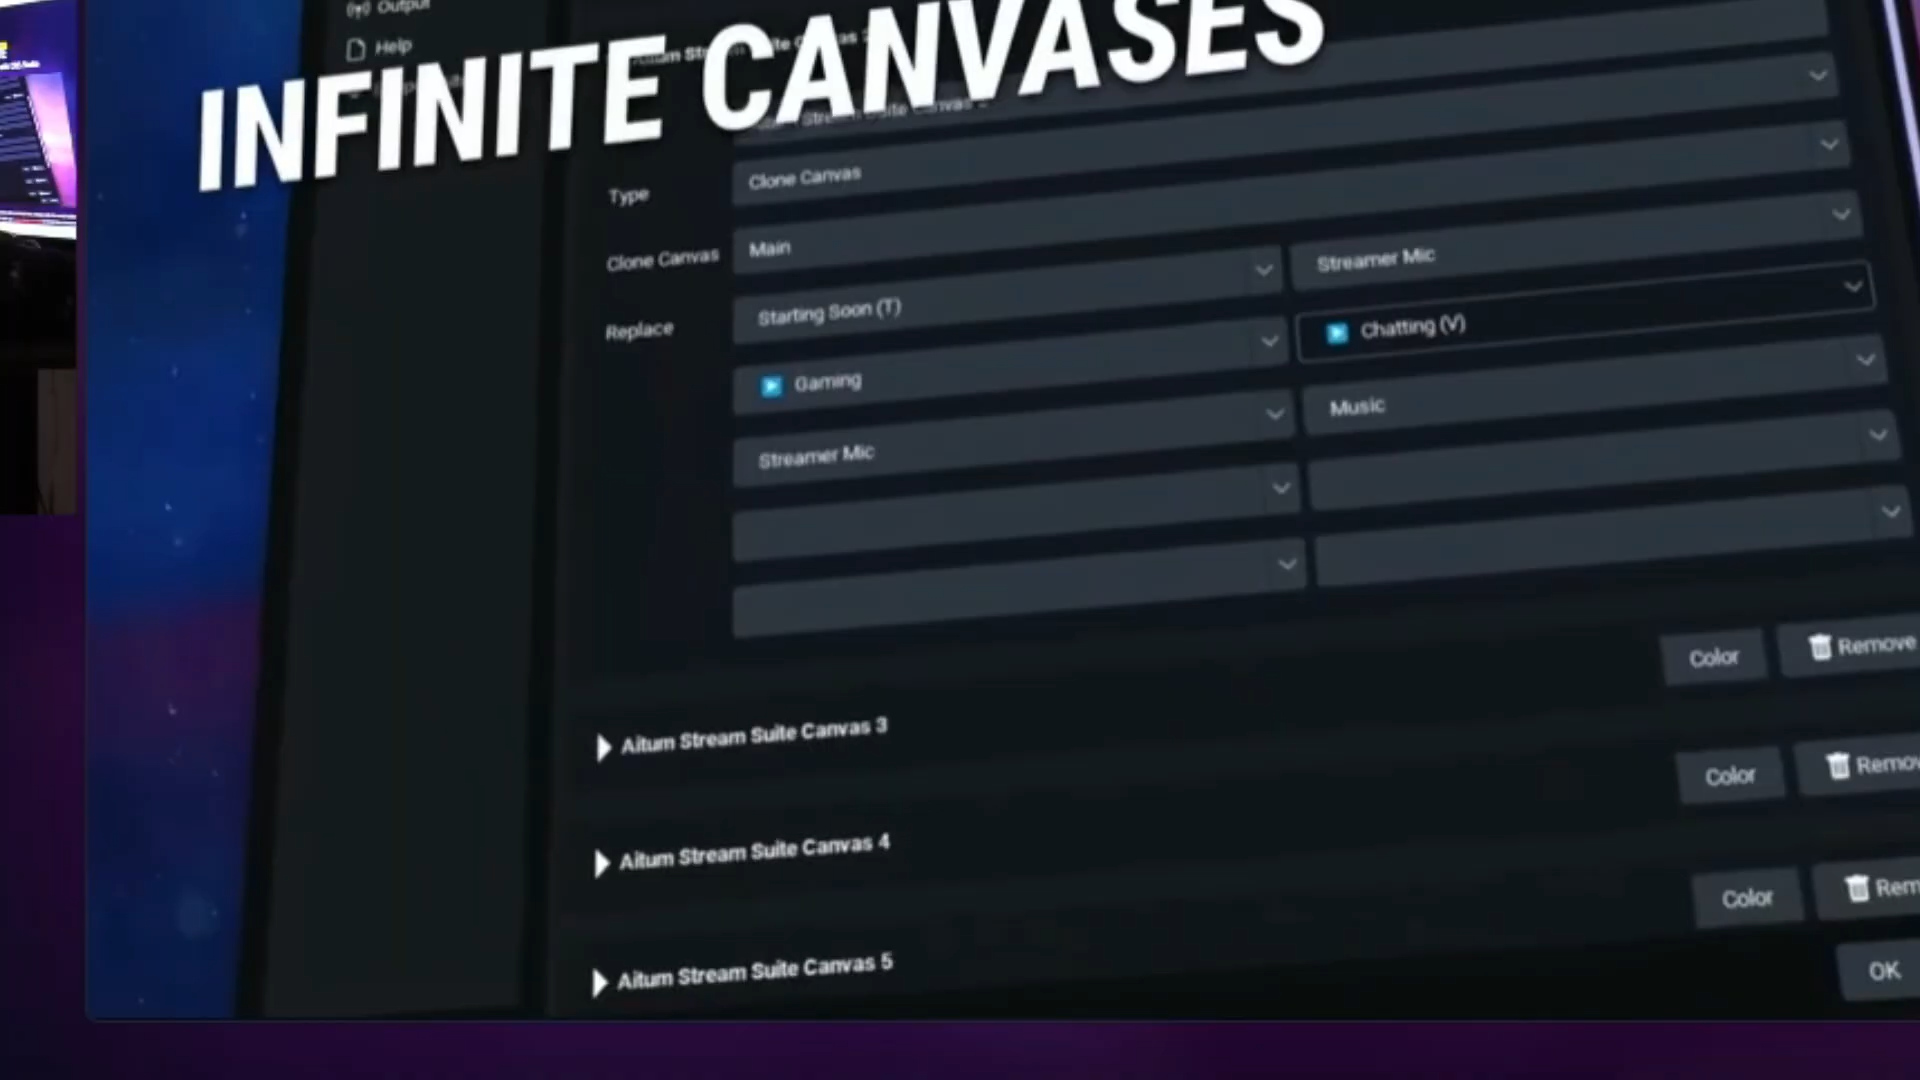 Output
Help
INFINITE CANVASES
Type
Clone Canvas
Clone Canvas
Main
Replace
Starting Soon (T)
Streamer Mic
Gaming
Chatting (V)
Streamer Mic
Music
Color
Remove
Aitum Stream Suite Canvas 3
Color
Remov
Aitum Stream Suite Canvas 4
Color
Rem
Aitum Stream Suite Canvas 5
OK